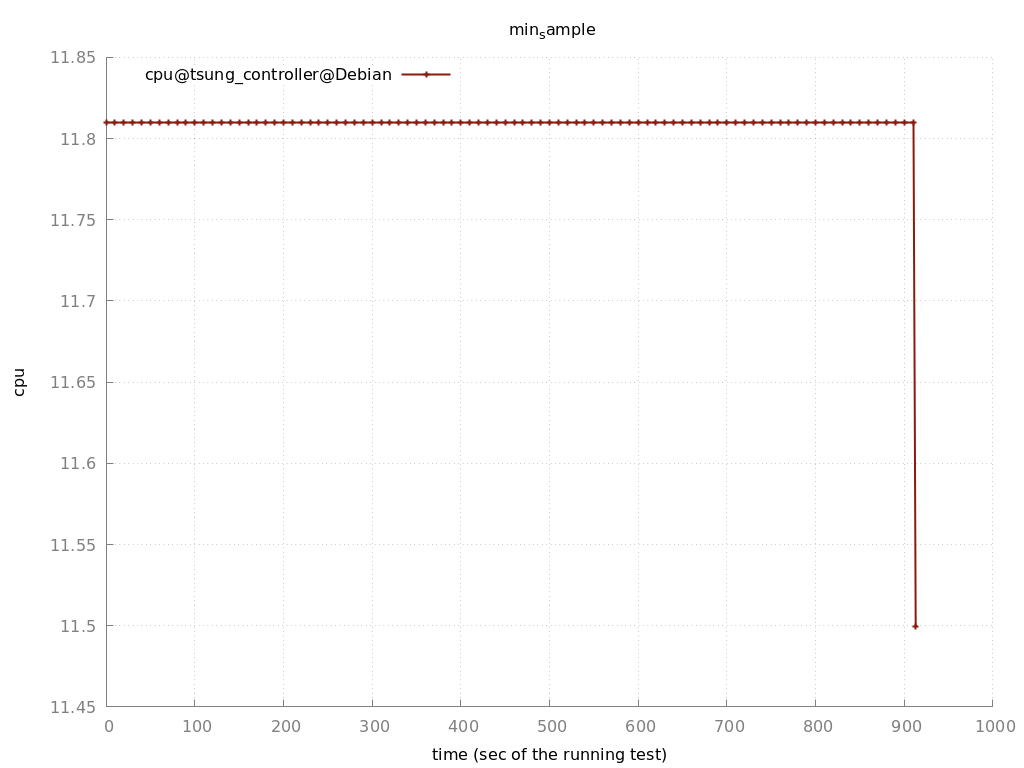 min_sample
cpu@tsung_controller@Debian
11.85
11.8
11.75
11.7
11.65
11.6
11.55
11.5
11.45
cpu
0 100 200 300 400 500 600 700 800 900 1000
time (sec of the running test)